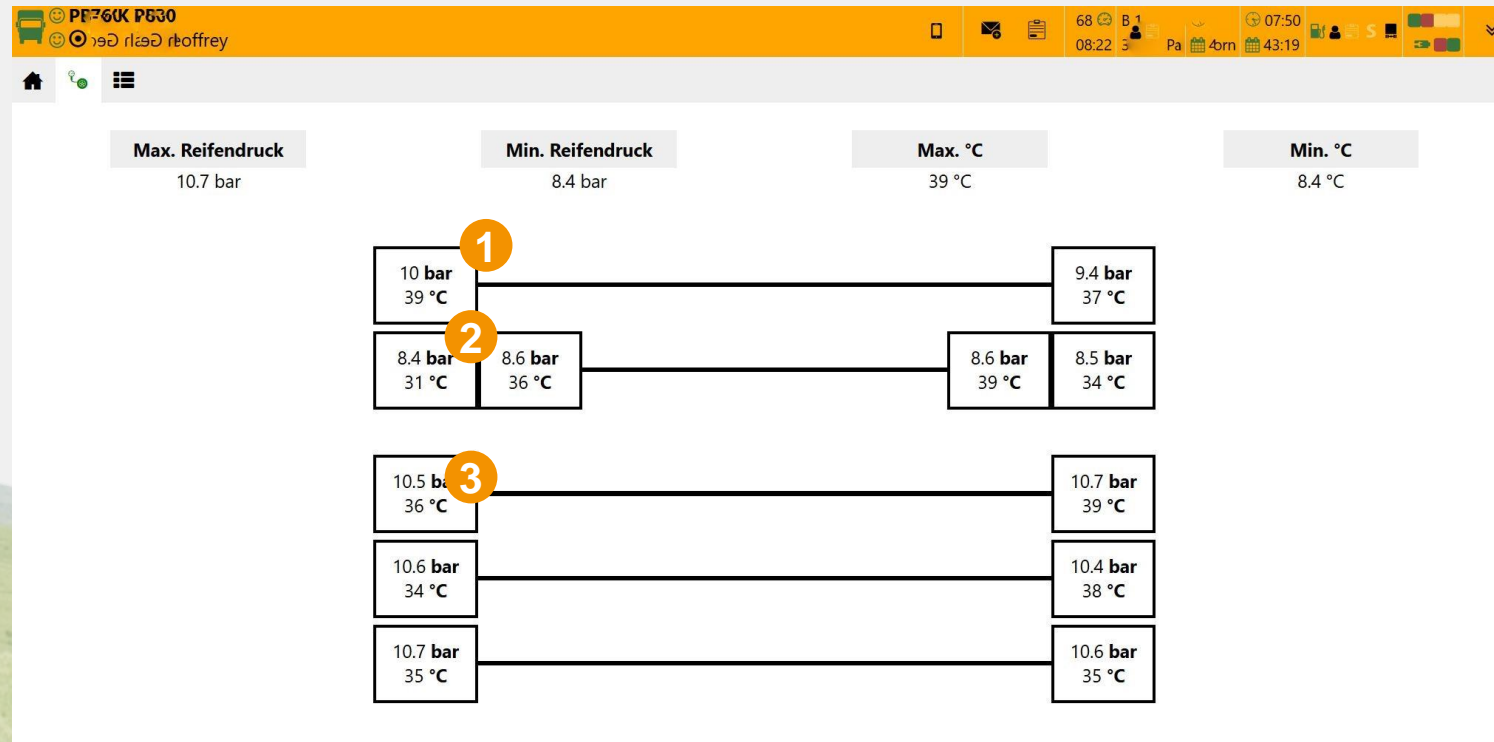 68 B 1 07:50
08:22 Pa 43:19 S
Max. Reifendruck Min. Reifendruck Max. °C Min. °C
10.7 bar 8.4 bar 39 °C 8.4 °C
1
10 bar 9.4 bar
39 °C 37 °C
2
8.4 bar 8.6 bar 8.6 bar 8.5 bar
31 °C 36 °C 39 °C 34 °C
3
10.5 10.7 bar
36 °C 39 °C
10.6 bar 10.4 bar
34 °C 38 °C
10.7 bar 10.6 bar
35 °C 35 °C